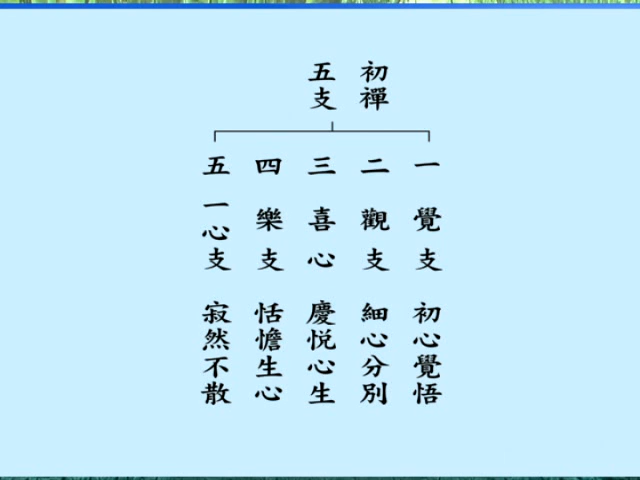 初禪
五支
一 覺支 初心覺悟
二 觀支 細心分別
三 喜心 慶悅心生
四 樂支 恬憺生心
五 一心支 寂然不散